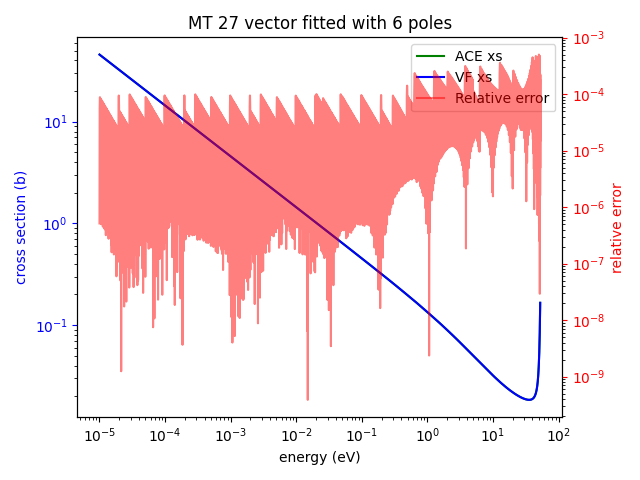 MT 27 vector fitted with 6 poles
ACE xs
VF xs
Relative error
cross section (b)
10^1
10^0
10^-1
10^-3
10^-4
10^-5
10^-6
10^-7
10^-8
10^-9
relative error
10^-5 10^-4 10^-3 10^-2 10^-1 10^0 10^1 10^2
energy (eV)